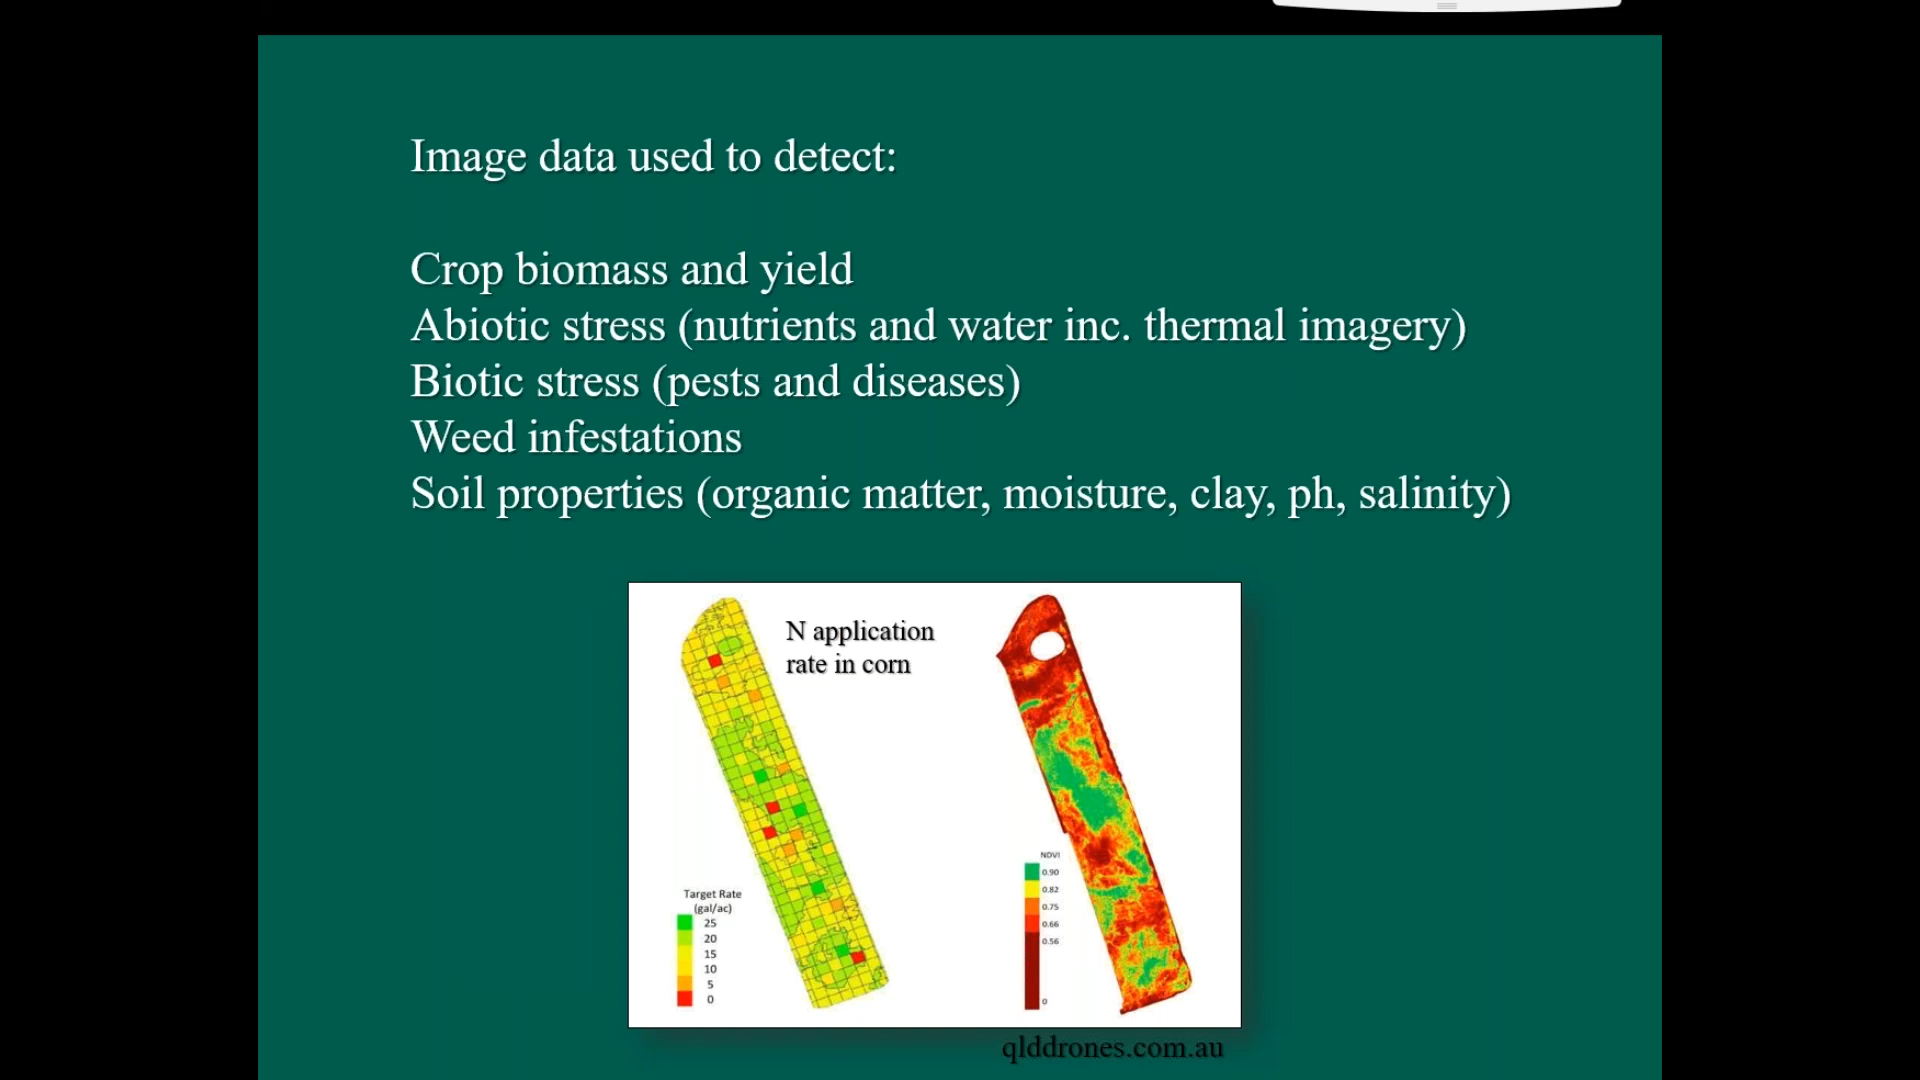 Image data used to detect:
Crop biomass and yield
Abiotic stress (nutrients and water inc. thermal imagery)
Biotic stress (pests and diseases)
Weed infestations
Soil properties (organic matter, moisture, clay, ph, salinity)
N application
rate in corn
Target Rate
(gal/ac)
25
20
15
10
5
0
NDVI
0.90
0.82
0.75
0.66
0.56
0
qlddrones.com.au